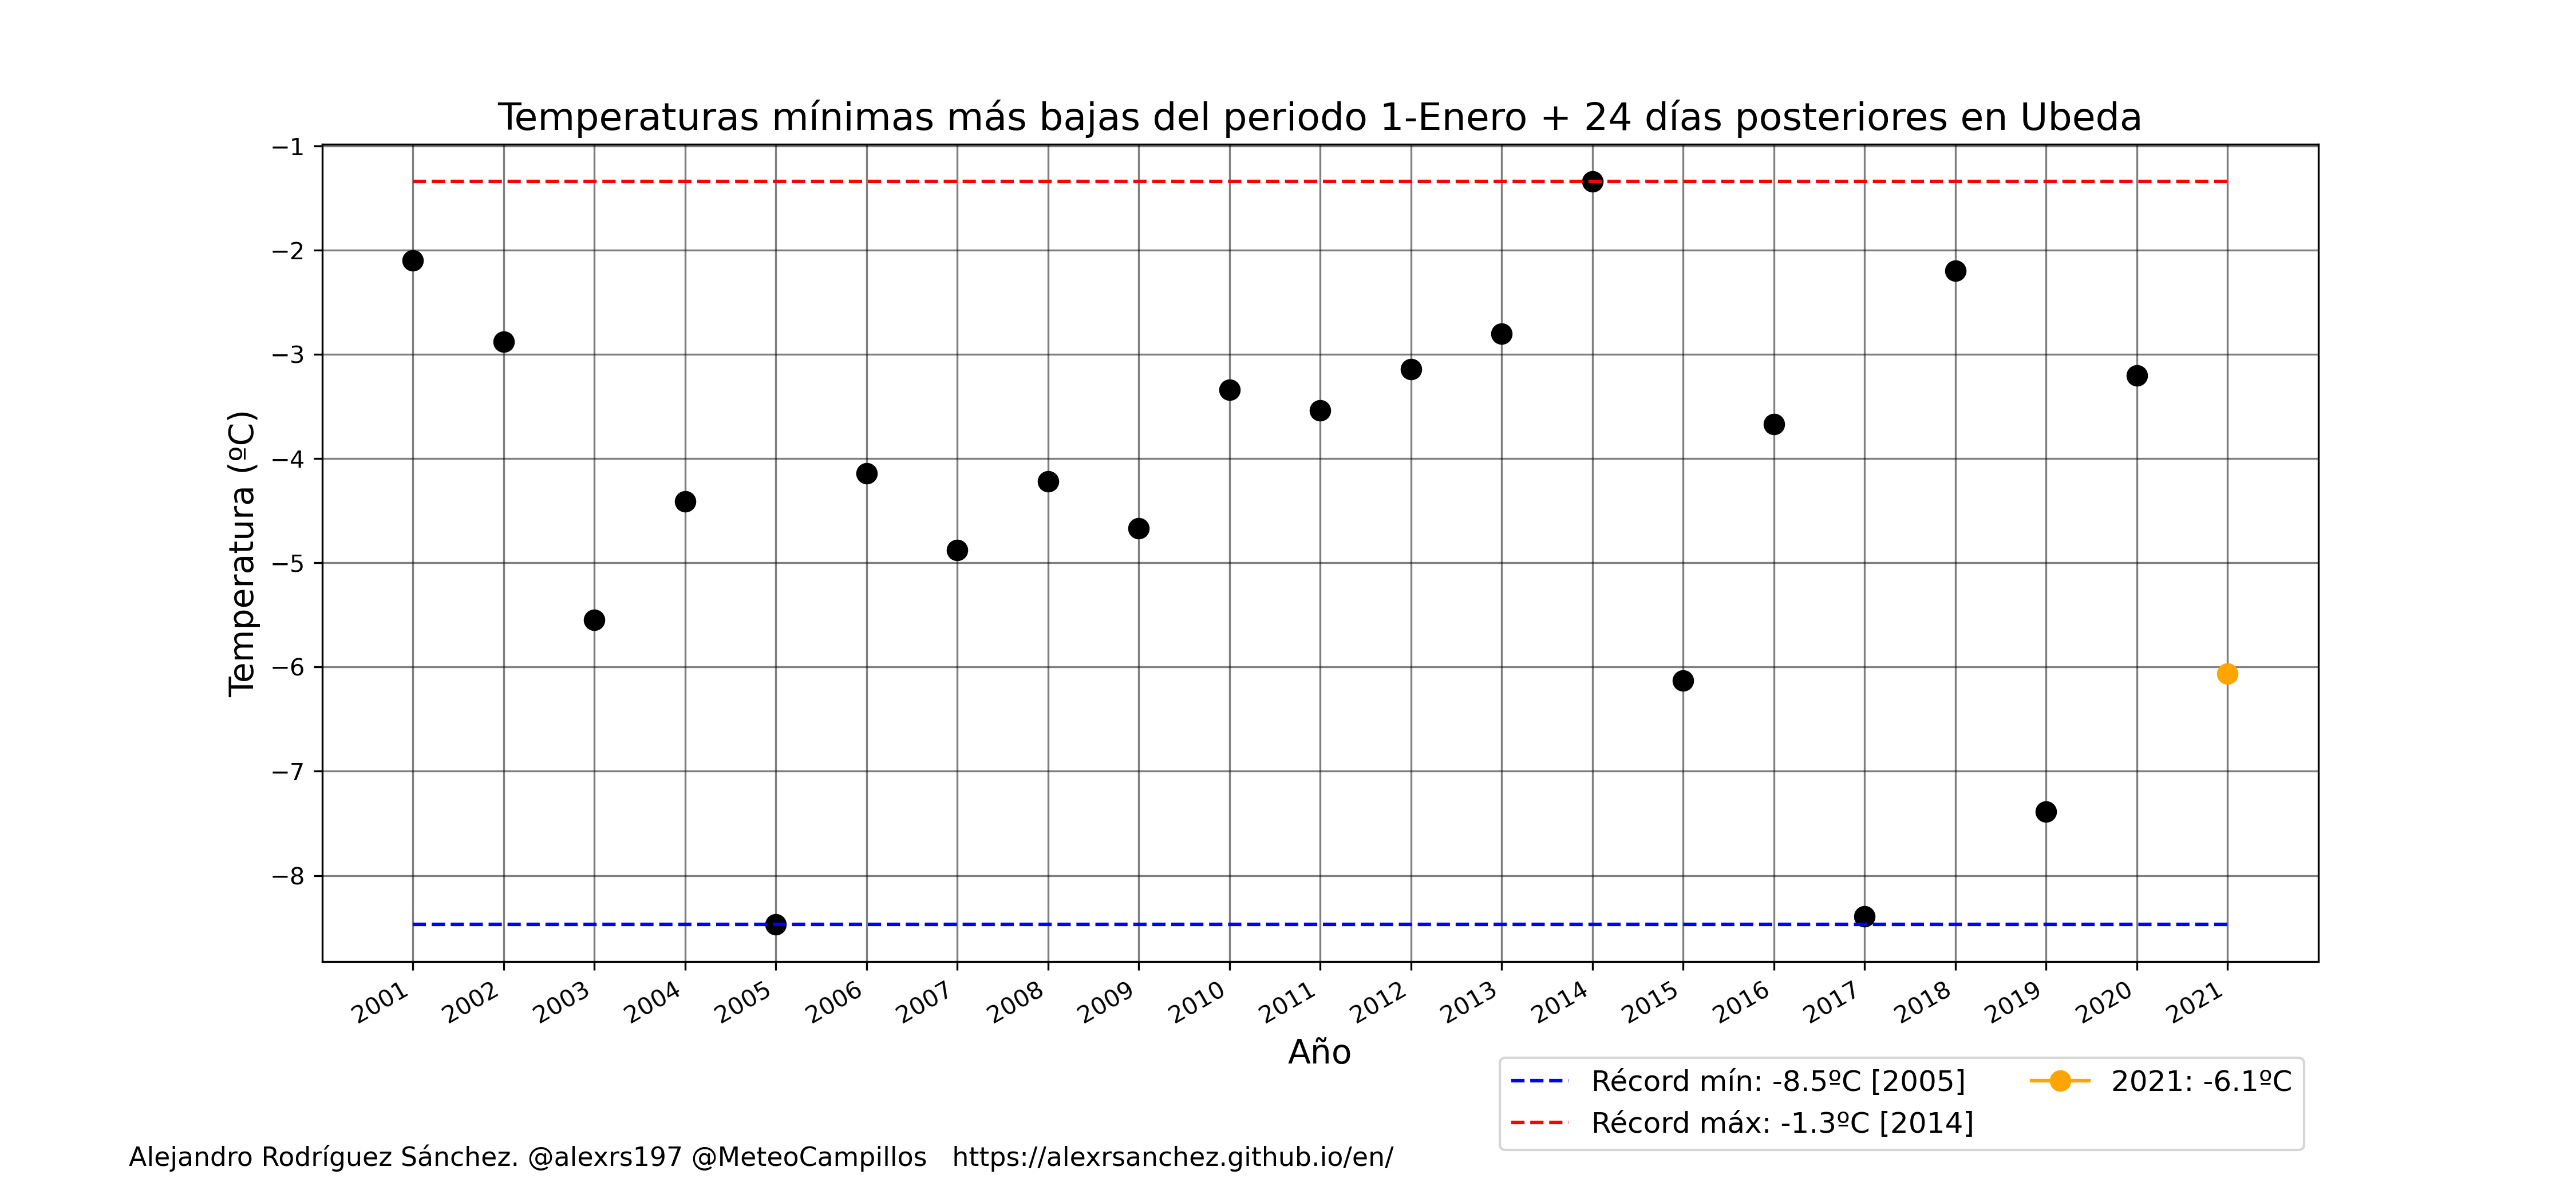 Temperaturas mínimas más bajas del periodo 1-Enero + 24 días posteriores en Ubeda
−1
−2
−3
−4
−5
−6
−7
−8
Temperatura (ºC)
2001 2002 2003 2004 2005 2006 2007 2008 2009 2010 2011 2012 2013 2014 2015 2016 2017 2018 2019 2020 2021
Año
Récord mín: -8.5ºC [2005]
Récord máx: -1.3ºC [2014]
2021: -6.1ºC
Alejandro Rodríguez Sánchez. @alexrs197 @MeteoCampillos https://alexrsanchez.github.io/en/